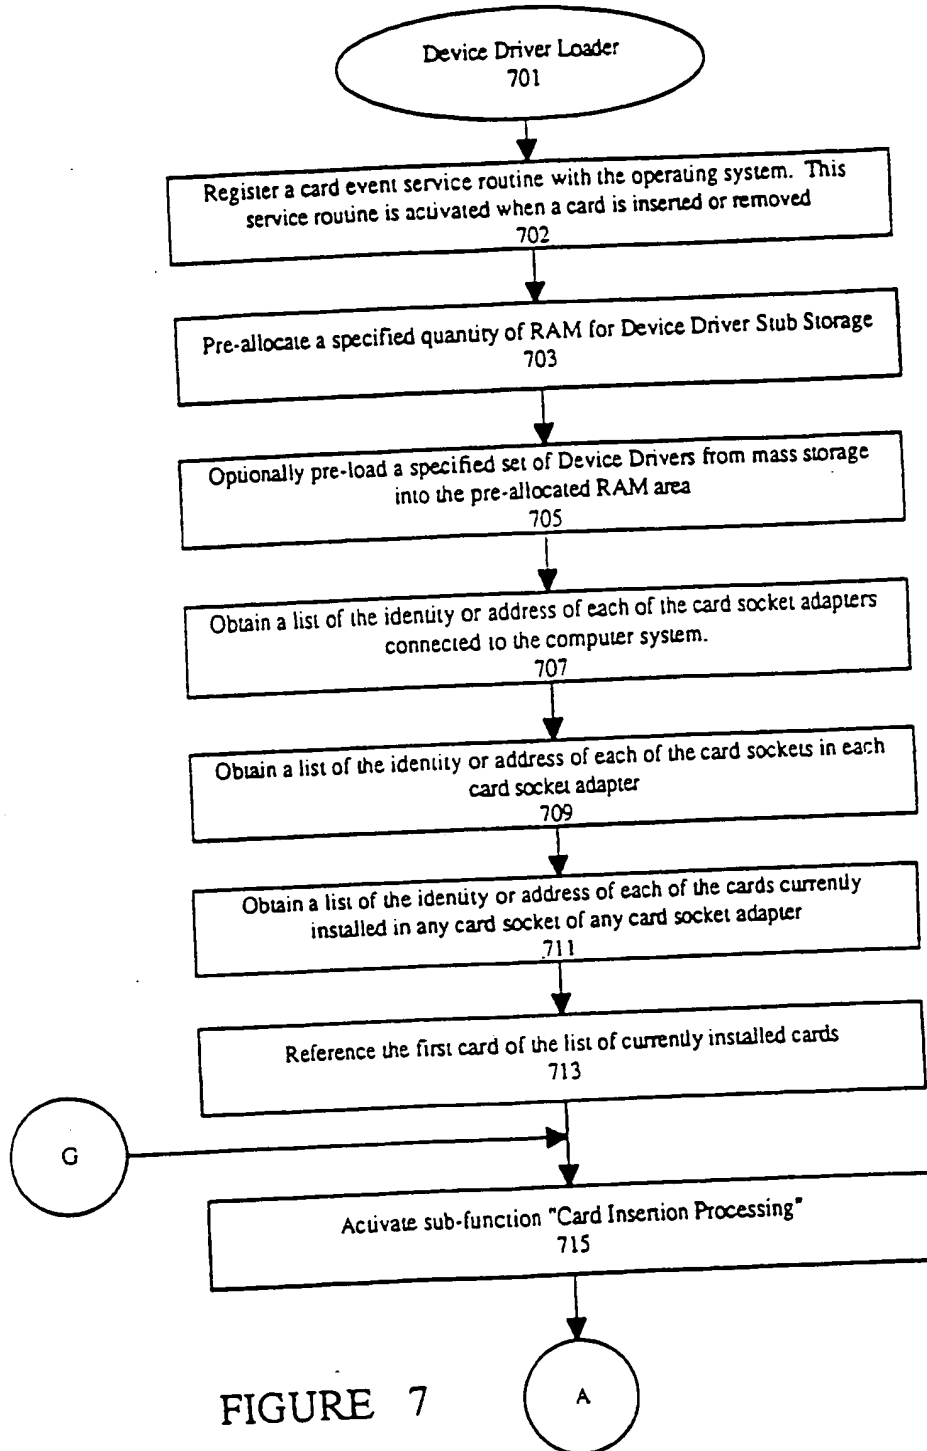 Device Driver Loader
701
Register a card event service routine with the operating system. This
service routine is activated when a card is inserted or removed
702
Pre-allocate a specified quantity of RAM for Device Driver Stub Storage
703
Optionally pre-load a specified set of Device Drivers from mass storage
into the pre-allocated RAM area
705
Obtain a list of the identity or address of each of the card socket adapters
connected to the computer system.
707
Obtain a list of the identity or address of each of the card sockets in each
card socket adapter
709
Obtain a list of the identity or address of each of the cards currently
installed in any card socket of any card socket adapter
711
Reference the first card of the list of currently installed cards
713
G
Activate sub-function "Card Insertion Processing"
715
A
FIGURE 7